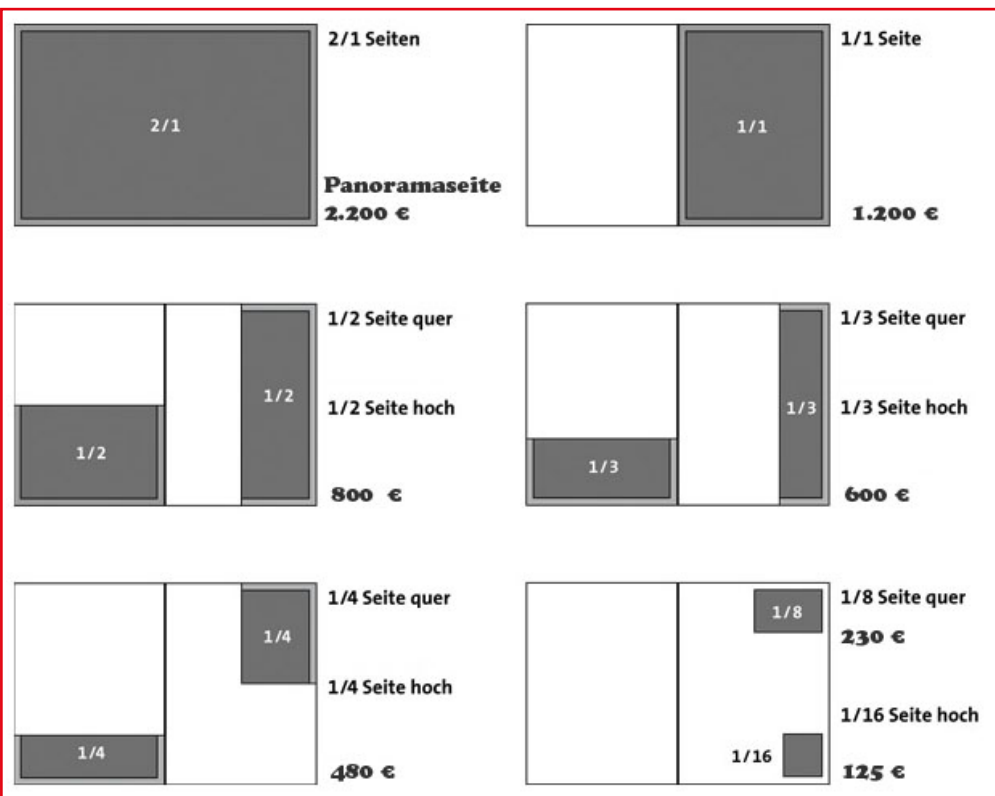 2/1 Seiten
2/1
Panoramaseite
2.200 €
1/1 Seite
1/1
1.200 €
1/2 Seite quer
1/2
1/2 Seite hoch
1/2
800 €
1/3 Seite quer
1/3
1/3 Seite hoch
1/3
600 €
1/4 Seite quer
1/4
1/4 Seite hoch
1/4
480 €
1/8 Seite quer
1/8
230 €
1/16 Seite hoch
1/16
125 €